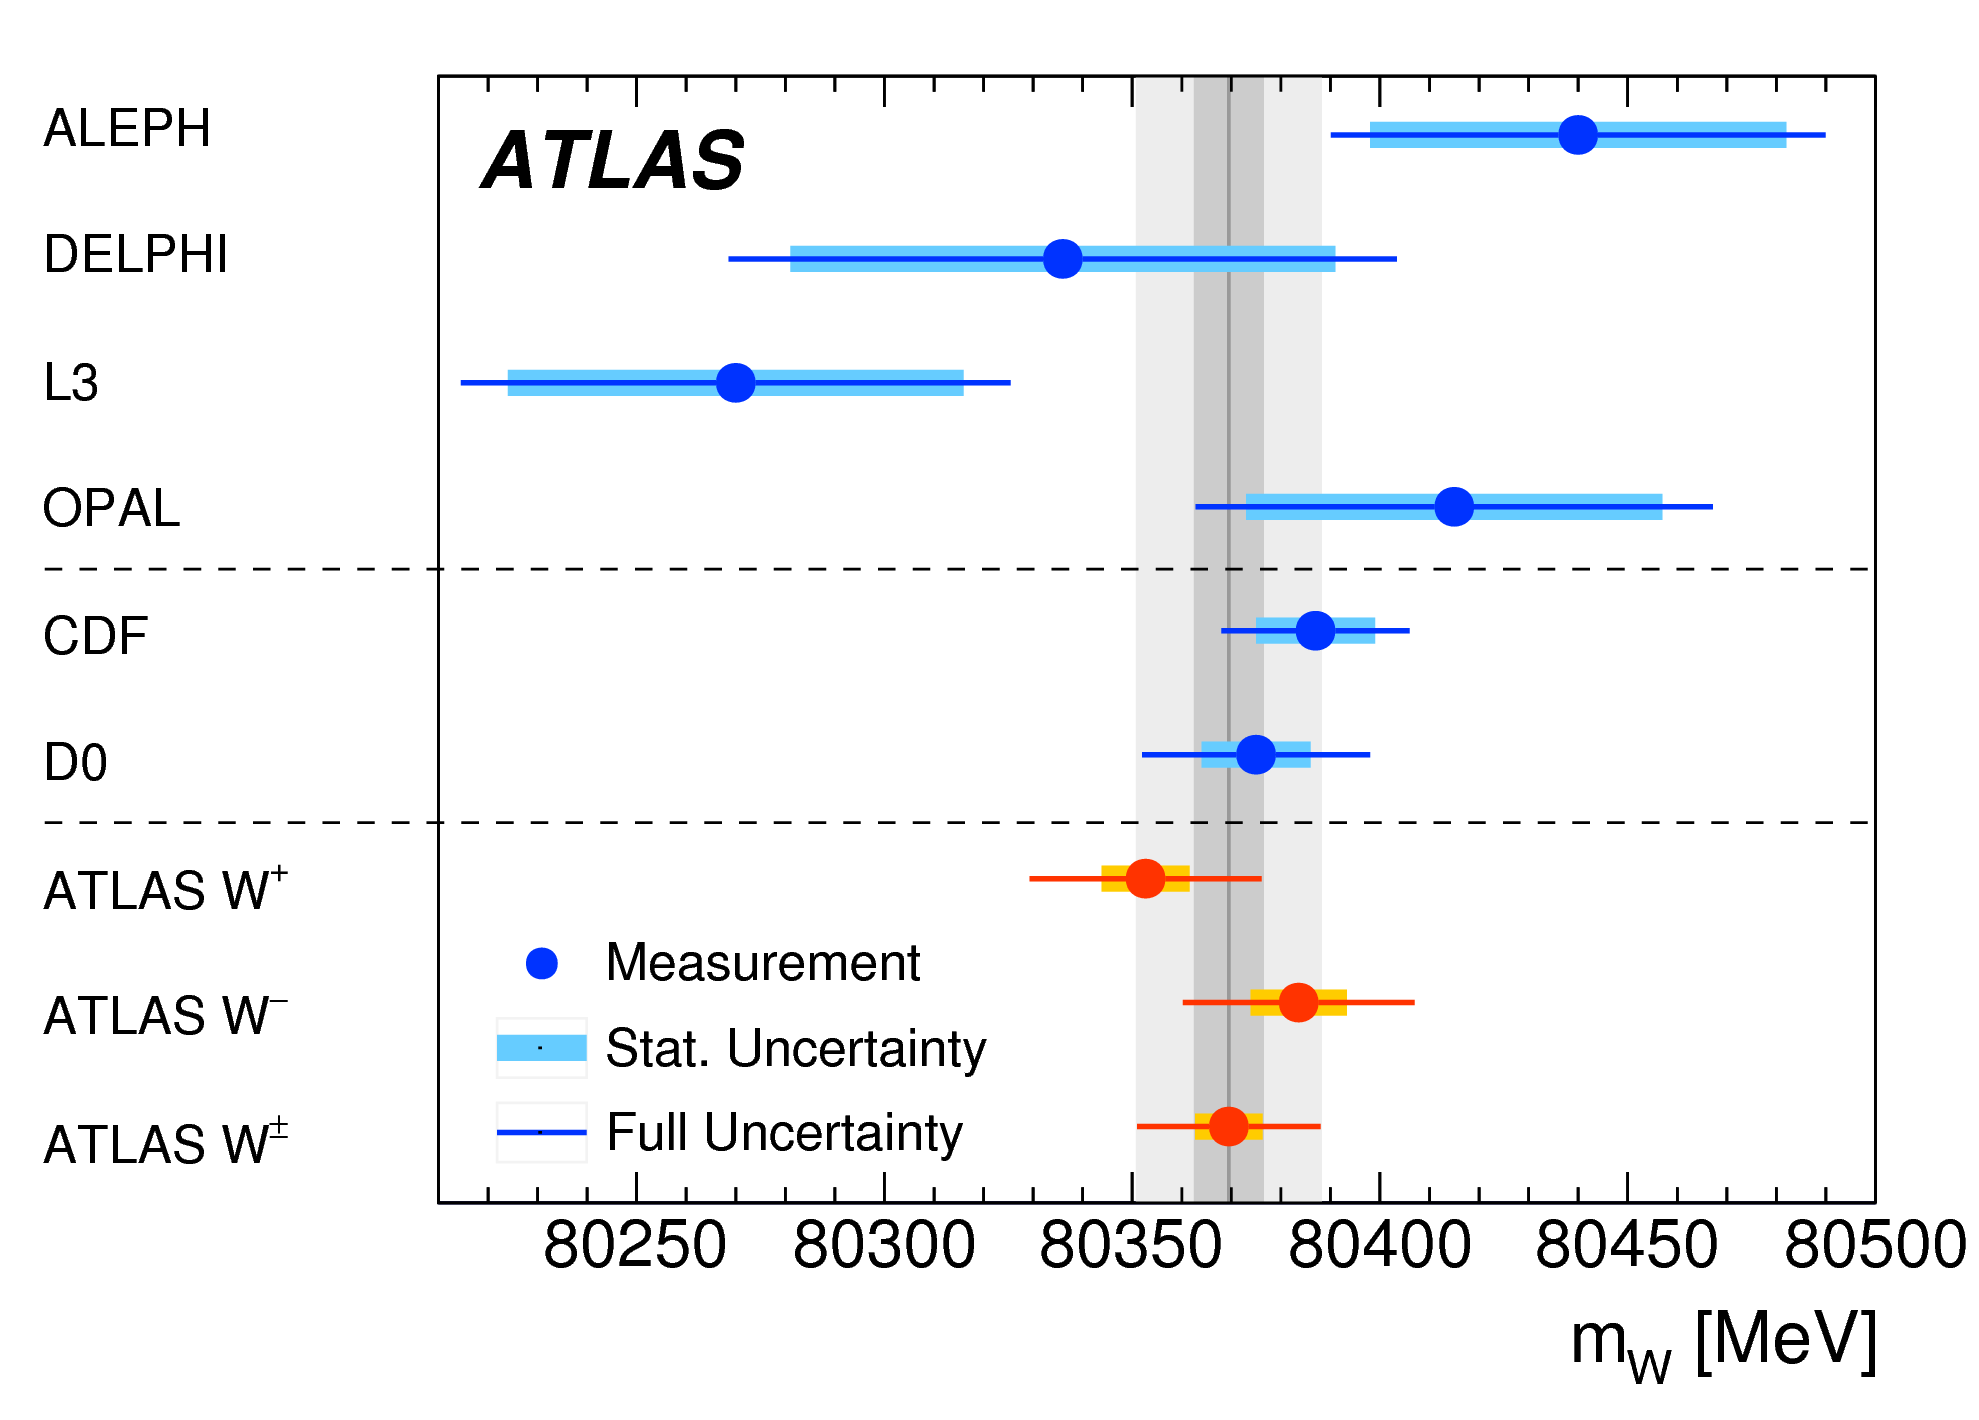 ALEPH
ATLAS
DELPHI
L3
OPAL
CDF
D0
ATLAS W⁺
Measurement
ATLAS W⁻
Stat. Uncertainty
ATLAS W±
Full Uncertainty
80250 80300 80350 80400 80450 80500
m_W [MeV]